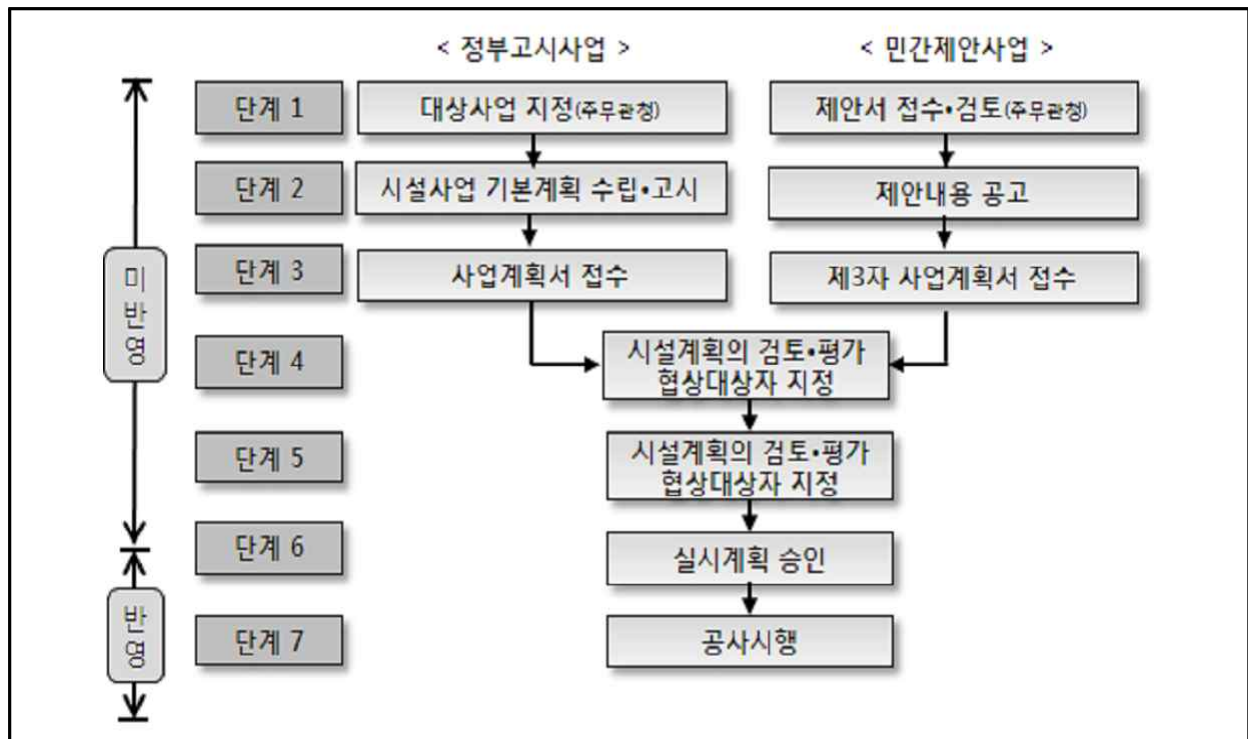 < 정부고시사업 > < 민간제안사업 >
단계 1 대상사업 지정(주무관청) 제안서 접수•검토(주무관청)
단계 2 시설사업 기본계획 수립•고시 제안내용 공고
단계 3 사업계획서 접수 제3자 사업계획서 접수
미
반
영
단계 4 시설계획의 검토•평가
협상대상자 지정
단계 5 시설계획의 검토•평가
협상대상자 지정
단계 6 실시계획 승인
반
영
단계 7 공사시행